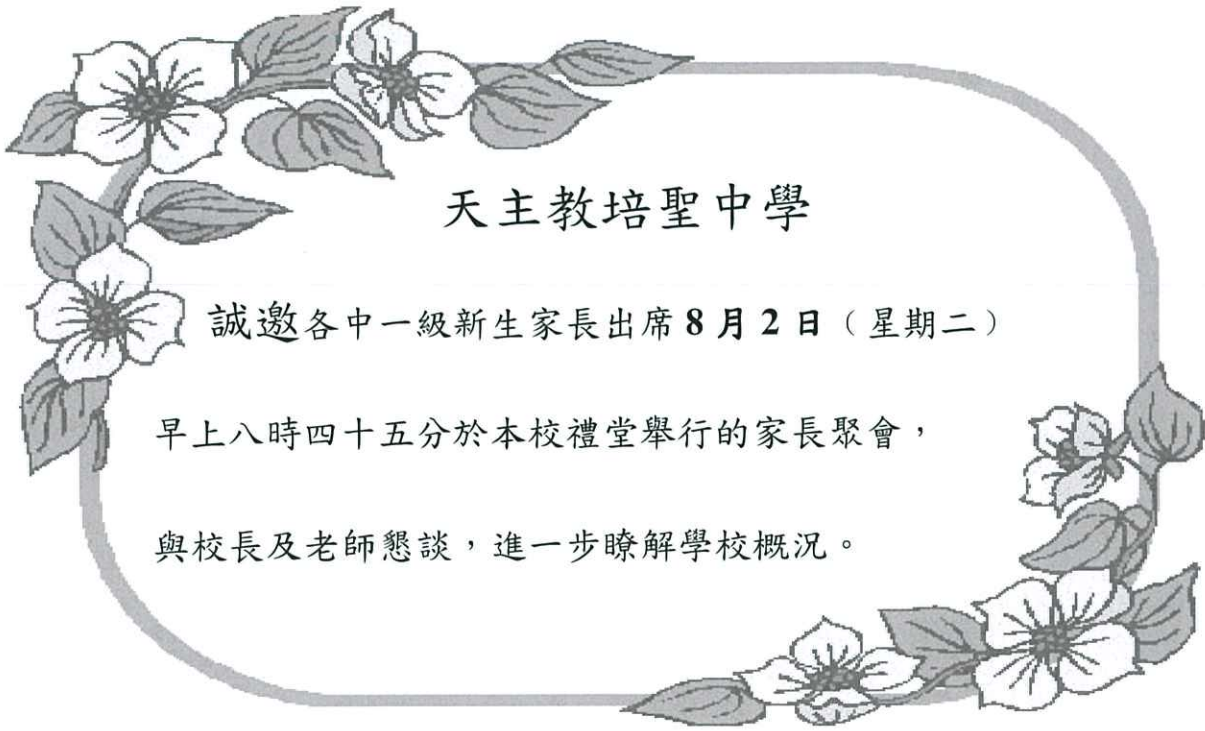 天主教培聖中學
誠邀各中一級新生家長出席8月2日（星期二）
早上八時四十五分於本校禮堂舉行的家長聚會，
與校長及老師懇談，進一步瞭解學校概況。